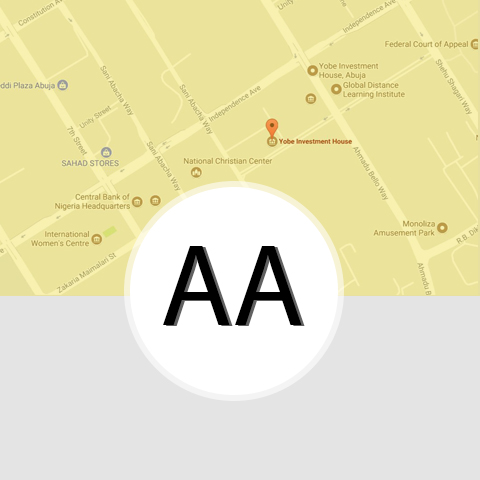 Constitution A
Unity
Independence Ave
Federal Court of Appeal
Yobe Investment
House, Abuja
Global Distance
Learning Institute
ddi Plaza Abuja
Sani Abacha Way
Sani Abacha Way
Shehu Shagari Way
Unity Street
Independence Ave
7th Street
Yobe Investment House
SAHAD STORES
Sani Abacha Way
National Christian Center
Ahmadu Bello Way
Central Bank of
Nigeria Headquarters
International
Women's Centre
Monoliza
Amusement Park
R.B. Dik
Zakaria Maimalari St
Ahmadu B
AA